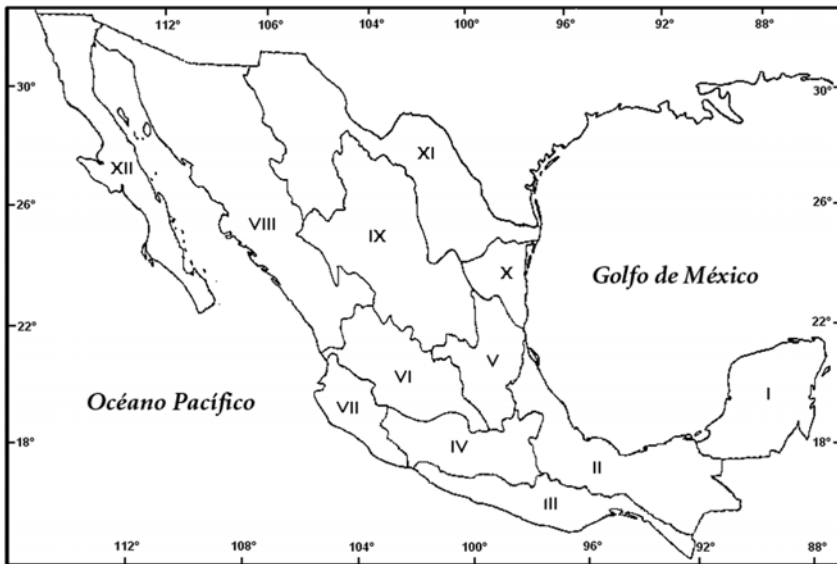 112° 106° 104° 100° 96° 88°
30° 30°
XI
XII
26° 26°
VIII
IX
X
Golfo de México
22° 22°
V
I
VI
Océano Pacífico
VII
18° 18°
IV
II
III
112° 108° 104° 100° 96° 92° 88°